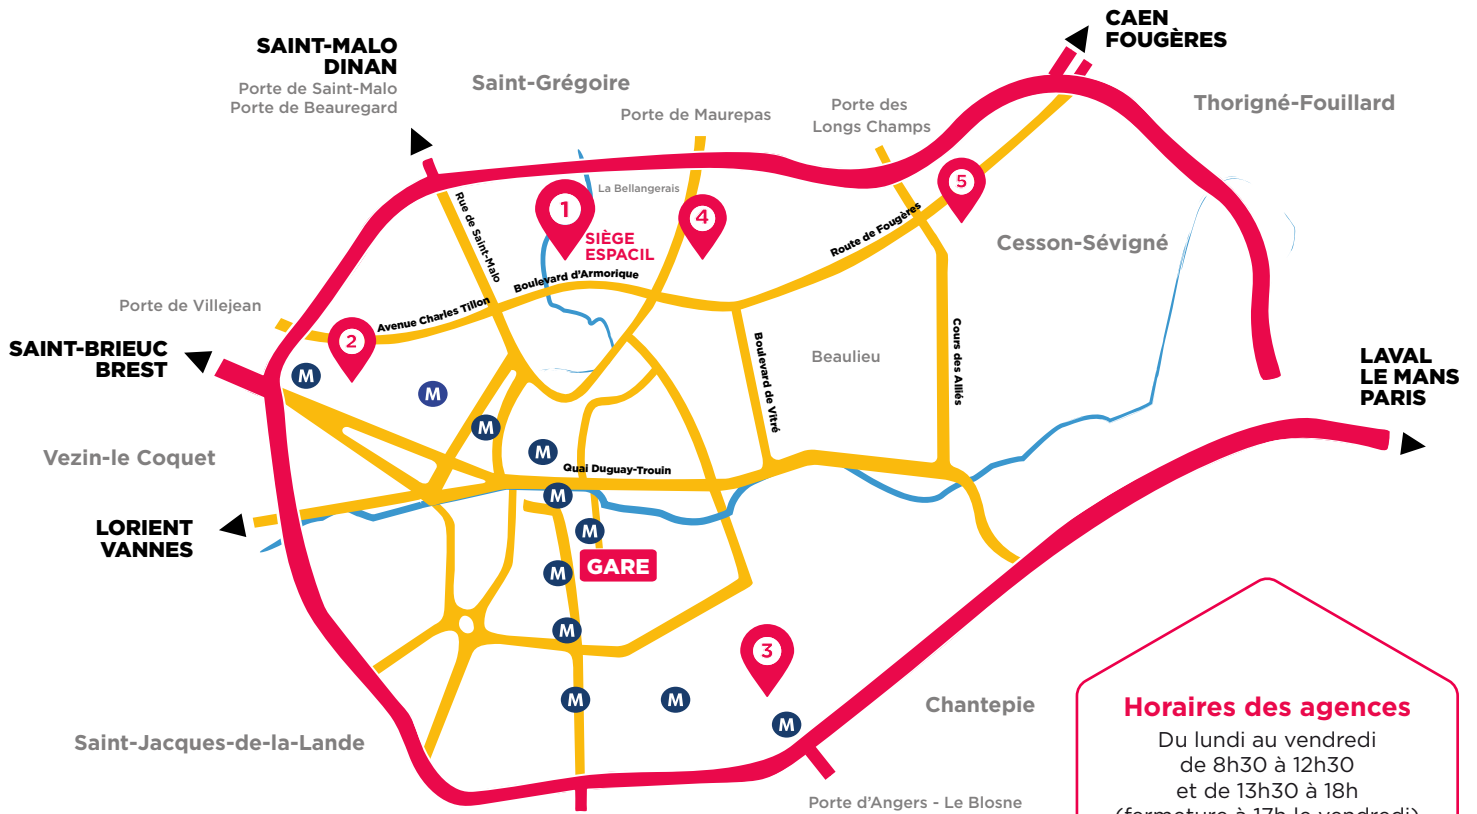 CAEN
FOUGÈRES
SAINT-MALO
DINAN
Porte de Saint-Malo
Porte de Beauregard
Saint-Grégoire
Porte de Maurepas
Porte des
Longs Champs
Thorigné-Fouillard
La Bellangerais
Rue de Saint-Malo
1
SIÈGE
ESPACIL
4
5
Route de Fougères
Cesson-Sévigné
Boulevard d'Armorique
Avenue Charles Tillon
Porte de Villejean
2
SAINT-BRIEUC
BREST
M
M
M
M
Boulevard de Vitré
Beaulieu
Cours des Alliés
LAVAL
LE MANS
PARIS
Vezin-le Coquet
Quai Duguay-Trouin
M
M
LORIENT
VANNES
M
GARE
M
3
M
M
M
Chantepie
Saint-Jacques-de-la-Lande
Porte d'Angers - Le Blosne
Horaires des agences
Du lundi au vendredi
de 8h30 à 12h30
et de 13h30 à 18h
(fermeture à 17h le vendredi)